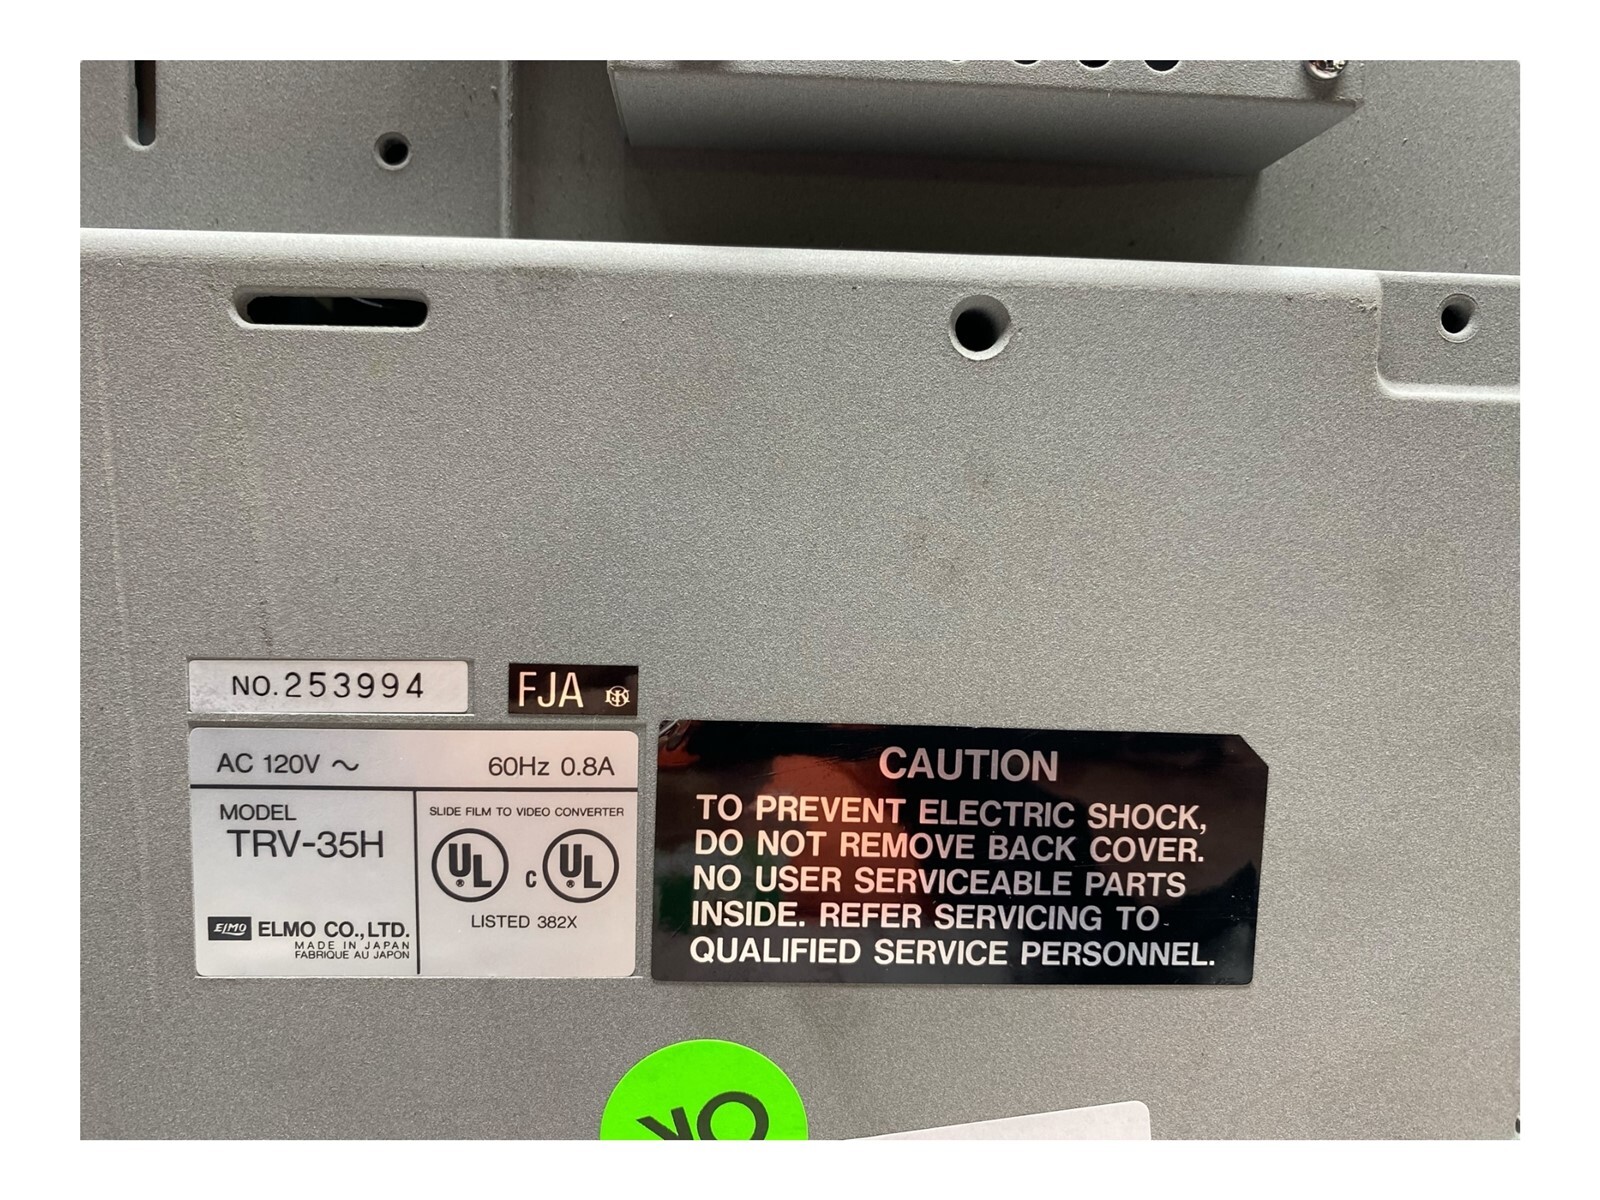 NO.253994
FJA
AC 120V ~ 60Hz 0.8A
MODEL
TRV-35H
ELMO ELMO CO.,LTD.
MADE IN JAPAN
FABRIQUE AU JAPON
SLIDE FILM TO VIDEO CONVERTER
UL ® C UL ®
LISTED 382X
CAUTION
TO PREVENT ELECTRIC SHOCK,
DO NOT REMOVE BACK COVER.
NO USER SERVICEABLE PARTS
INSIDE. REFER SERVICING TO
QUALIFIED SERVICE PERSONNEL.
OK